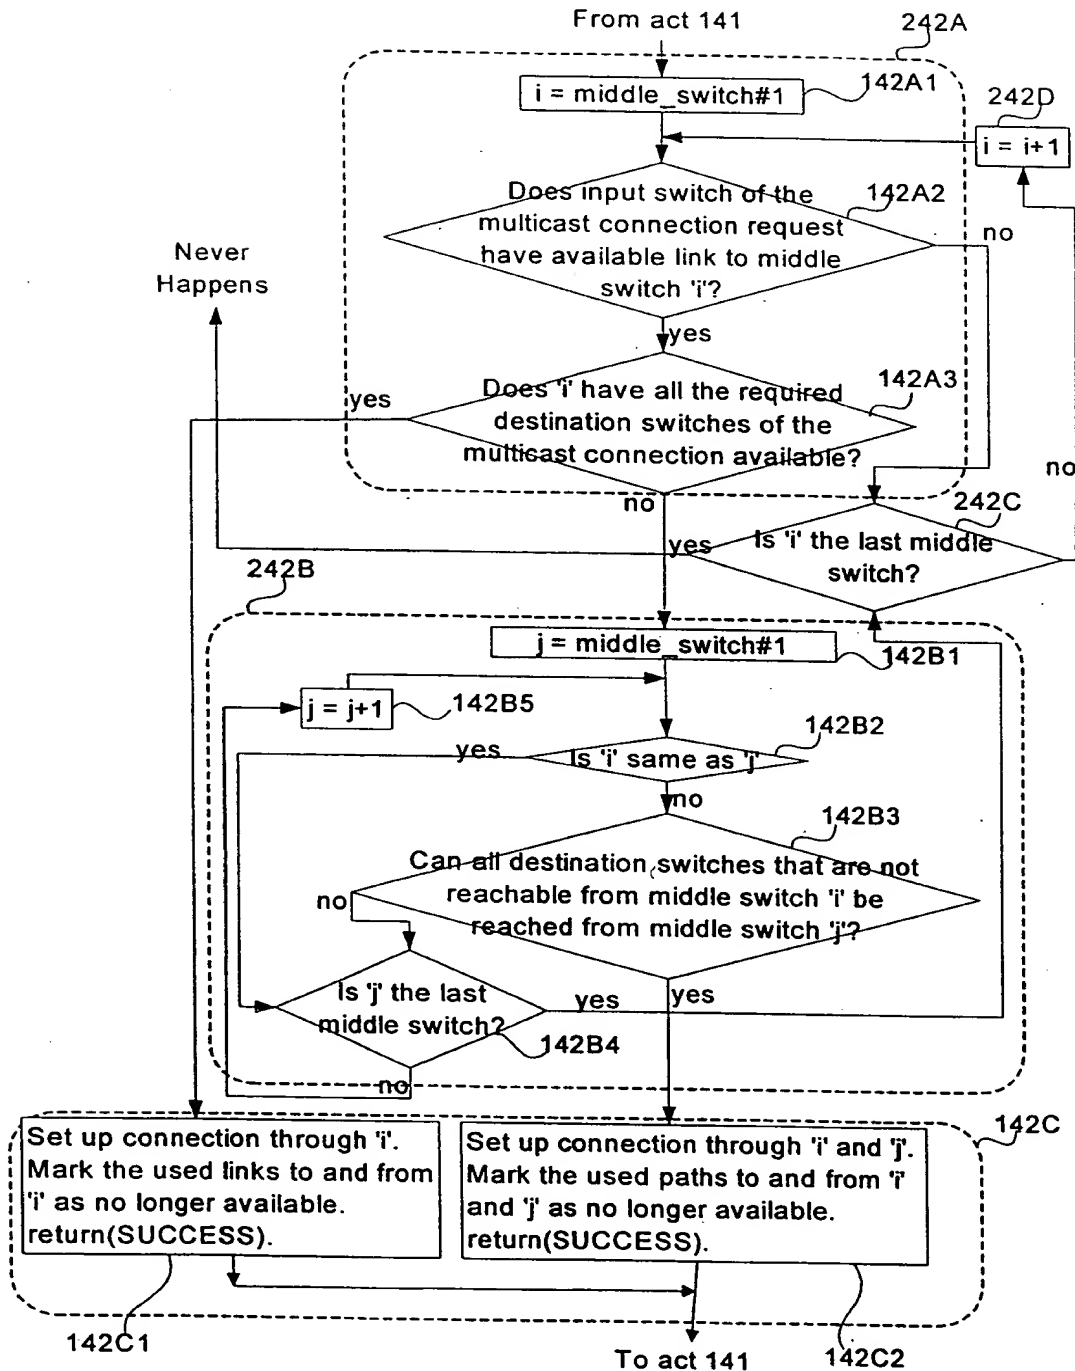 From act 141
242A
i = middle_switch#1
142A1
242D
i = i+1
Does input switch of the
multicast connection request
have available link to middle
switch 'i'?
142A2
no
Never
Happens
yes
Does 'i' have all the required
destination switches of the
multicast connection available?
142A3
yes
no
no
242C
Is 'i' the last middle
switch?
yes
242B
j = middle_switch#1
142B1
j = j+1
142B5
142B2
yes
Is 'i' same as 'j'
no
142B3
Can all destination switches that are not
reachable from middle switch 'i' be
reached from middle switch 'j'?
no
Is 'j' the last
middle switch?
yes
yes
142B4
no
142C
Set up connection through 'i'.
Mark the used links to and from
'i' as no longer available.
return(SUCCESS).
Set up connection through 'i' and 'j'.
Mark the used paths to and from 'i'
and 'j' as no longer available.
return(SUCCESS).
142C1
142C2
To act 141